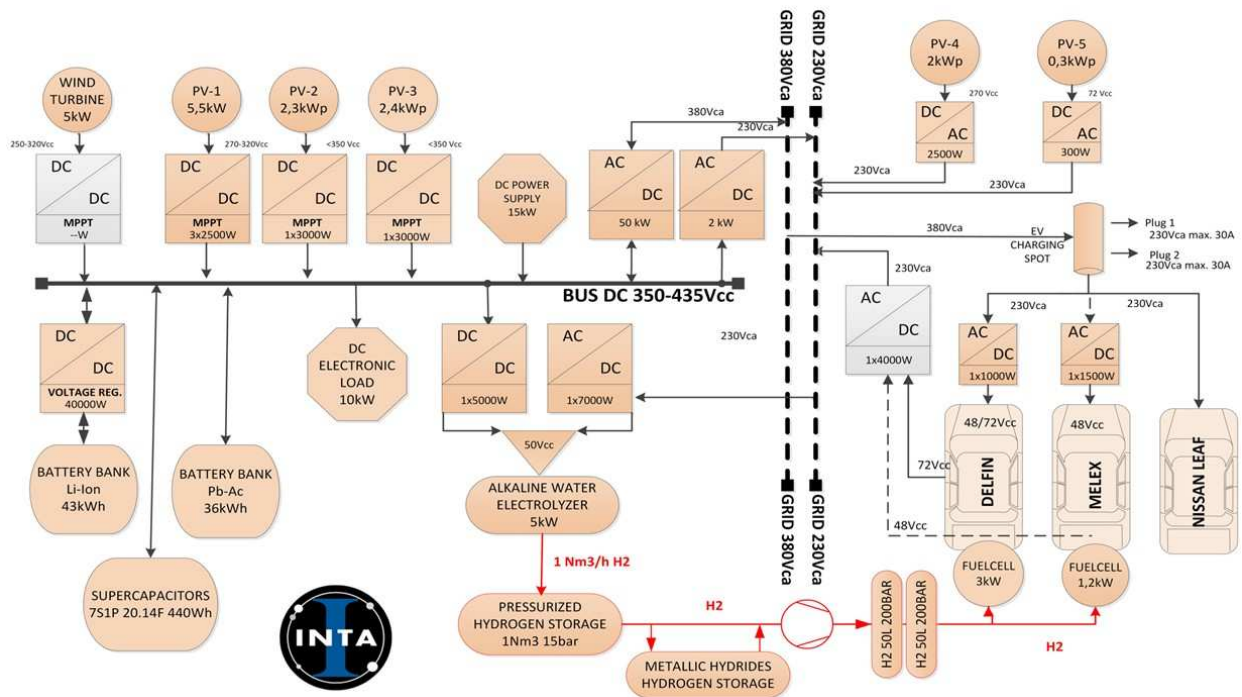 WIND
TURBINE
5kW
PV-1
5,5kW
PV-2
2,3kWp
PV-3
2,4kWp
PV-4
2kWp
PV-5
0,3kWp
GRID 380Vca
GRID 230Vca
250-320Vcc
270-320Vcc
<350 Vcc
<350 Vcc
270 Vcc
72 Vcc
DC
DC
MPPT
--W
DC
DC
MPPT
3x2500W
DC
DC
MPPT
1x3000W
DC
DC
MPPT
1x3000W
DC POWER
SUPPLY
15kW
380Vca
230Vca
AC
DC
50 kW
AC
DC
2 kW
DC
AC
2500W
DC
AC
300W
230Vca
230Vca
380Vca
EV
CHARGING
SPOT
Plug 1
230Vca max. 30A
Plug 2
230Vca max. 30A
BUS DC 350-435Vcc
DC
DC
VOLTAGE REG.
40000W
DC
ELECTRONIC
LOAD
10kW
DC
DC
1x5000W
AC
DC
1x7000W
230Vca
230Vca
AC
DC
1x4000W
230Vca
230Vca
AC
DC
1x1000W
AC
DC
1x1500W
50Vcc
48/72Vcc
48Vcc
72Vcc
48Vcc
DELFIN
MELEX
NISSAN LEAF
BATTERY BANK
Li-Ion
43kWh
BATTERY BANK
Pb-Ac
36kWh
ALKALINE WATER
ELECTROLYZER
5kW
GRID 380Vca
GRID 230Vca
1 Nm3/h H2
FUELCELL
3kW
FUELCELL
1,2kW
SUPERCAPACITORS
7S1P 20.14F 440Wh
INTA
PRESSURIZED
HYDROGEN STORAGE
1Nm3 15bar
H2
METALLIC HYDRIDES
HYDROGEN STORAGE
H2 50L 200BAR
H2 50L 200BAR
H2